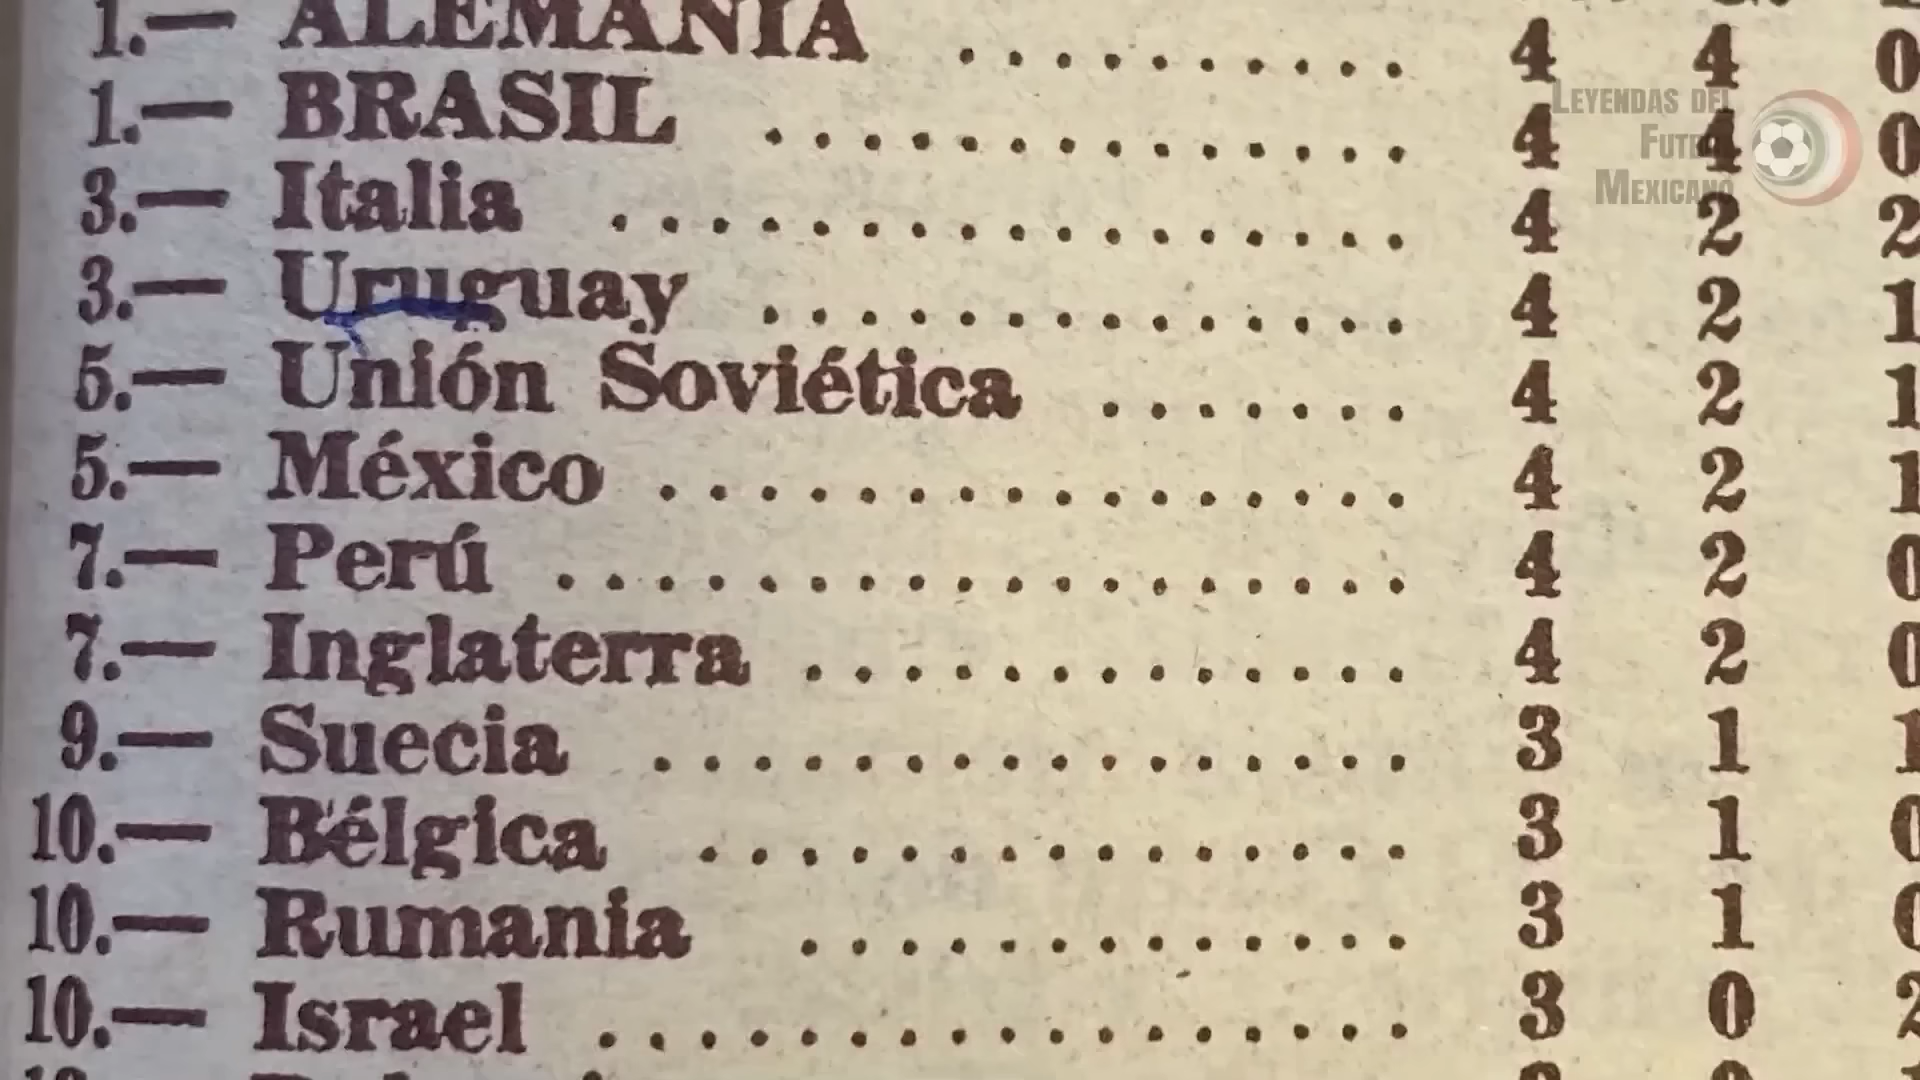 1.— ALEMANIA .......... 4 4 0
1.— BRASIL .............. 4 4 0
3.— Italia ................. 4 2 2
3.— Uruguay .............. 4 2 1
5.— Unión Soviética ....... 4 2 1
5.— México ............... 4 2 1
7.— Perú ................. 4 2 0
7.— Inglaterra ............. 4 2 0
9.— Suecia ................ 3 1 1
10.— Bélgica ............... 3 1 0
10.— Rumania ............. 3 1 0
10.— Israel ................. 3 0 2
LEYENDAS DEL
FUTBOL
MEXICANO